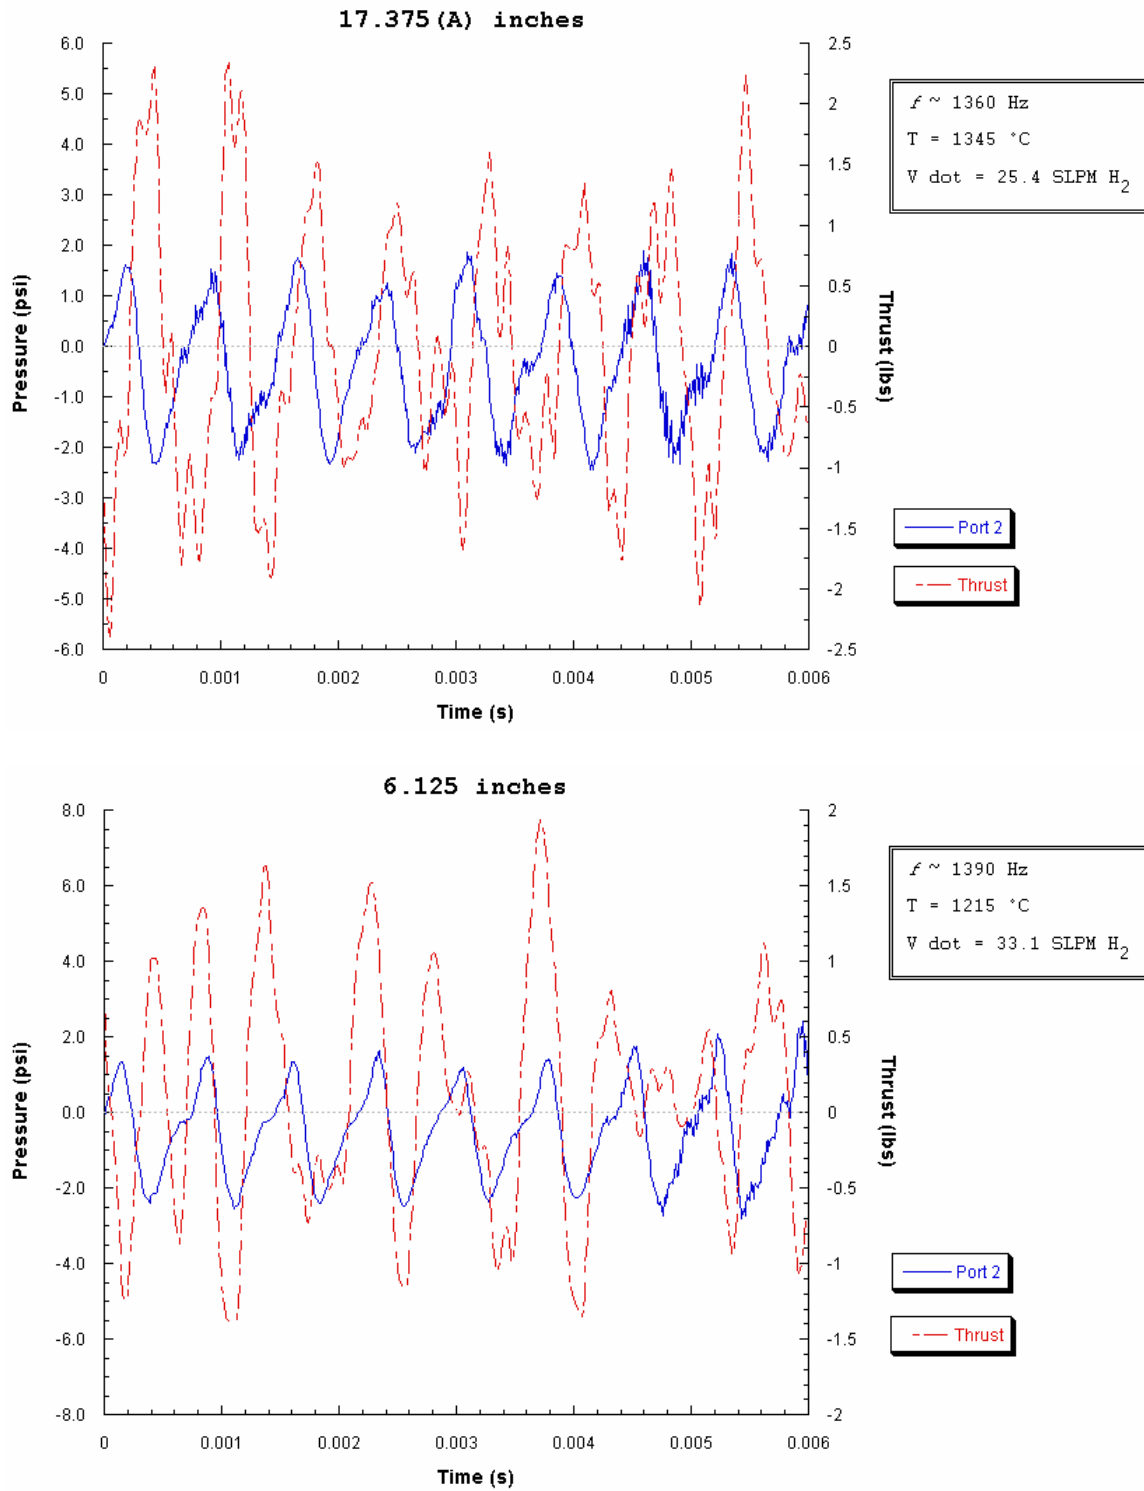 17.375(A) inches
6.0
5.0
4.0
3.0
2.0
1.0
0.0
-1.0
-2.0
-3.0
-4.0
-5.0
-6.0
Pressure (psi)
2.5
2
1.5
1
0.5
0
-0.5
-1
-1.5
-2
-2.5
Thrust (lbs)
0 0.001 0.002 0.003 0.004 0.005 0.006
Time (s)
f ~ 1360 Hz
T = 1345 °C
V dot = 25.4 SLPM H2
Port 2
Thrust
6.125 inches
8.0
6.0
4.0
2.0
0.0
-2.0
-4.0
-6.0
-8.0
Pressure (psi)
2
1.5
1
0.5
0
-0.5
-1
-1.5
-2
Thrust (lbs)
0 0.001 0.002 0.003 0.004 0.005 0.006
Time (s)
f ~ 1390 Hz
T = 1215 °C
V dot = 33.1 SLPM H2
Port 2
Thrust